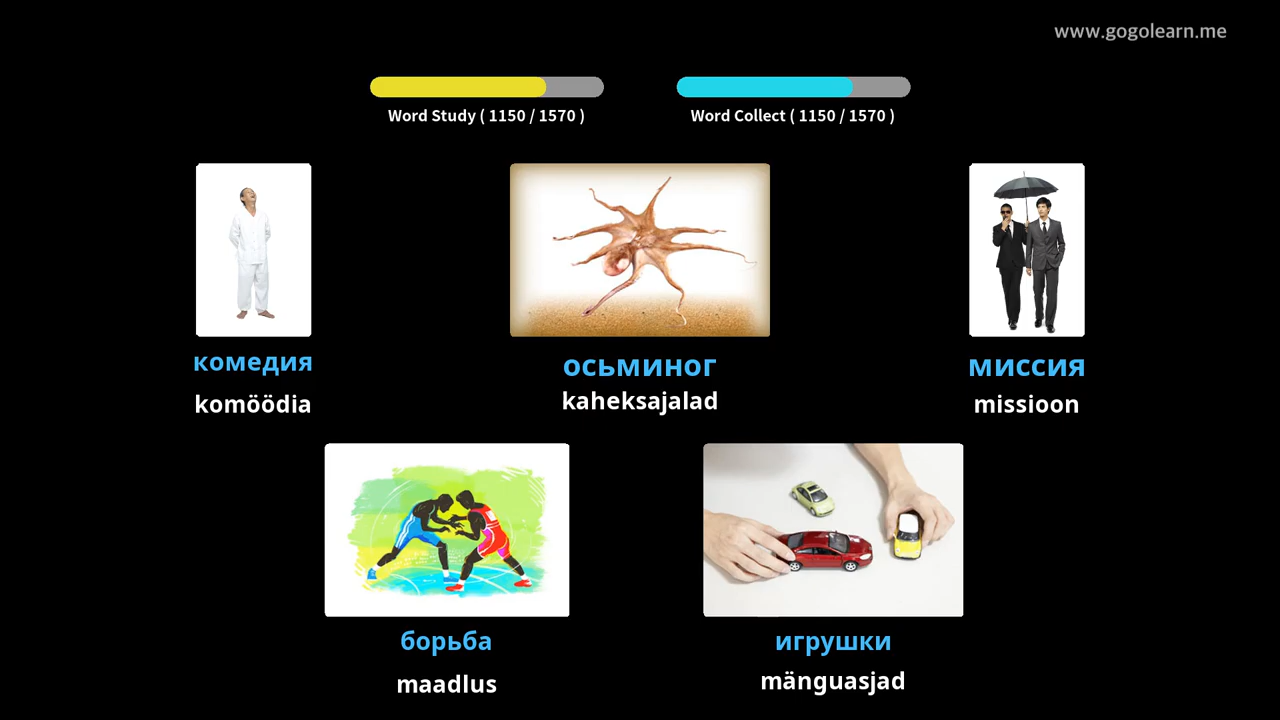 www.gogolearn.me
Word Study ( 1150 / 1570 )
Word Collect ( 1150 / 1570 )
комедия
komöödia
осьминог
kaheksajalad
миссия
missioon
борьба
maadlus
игрушки
mänguasjad